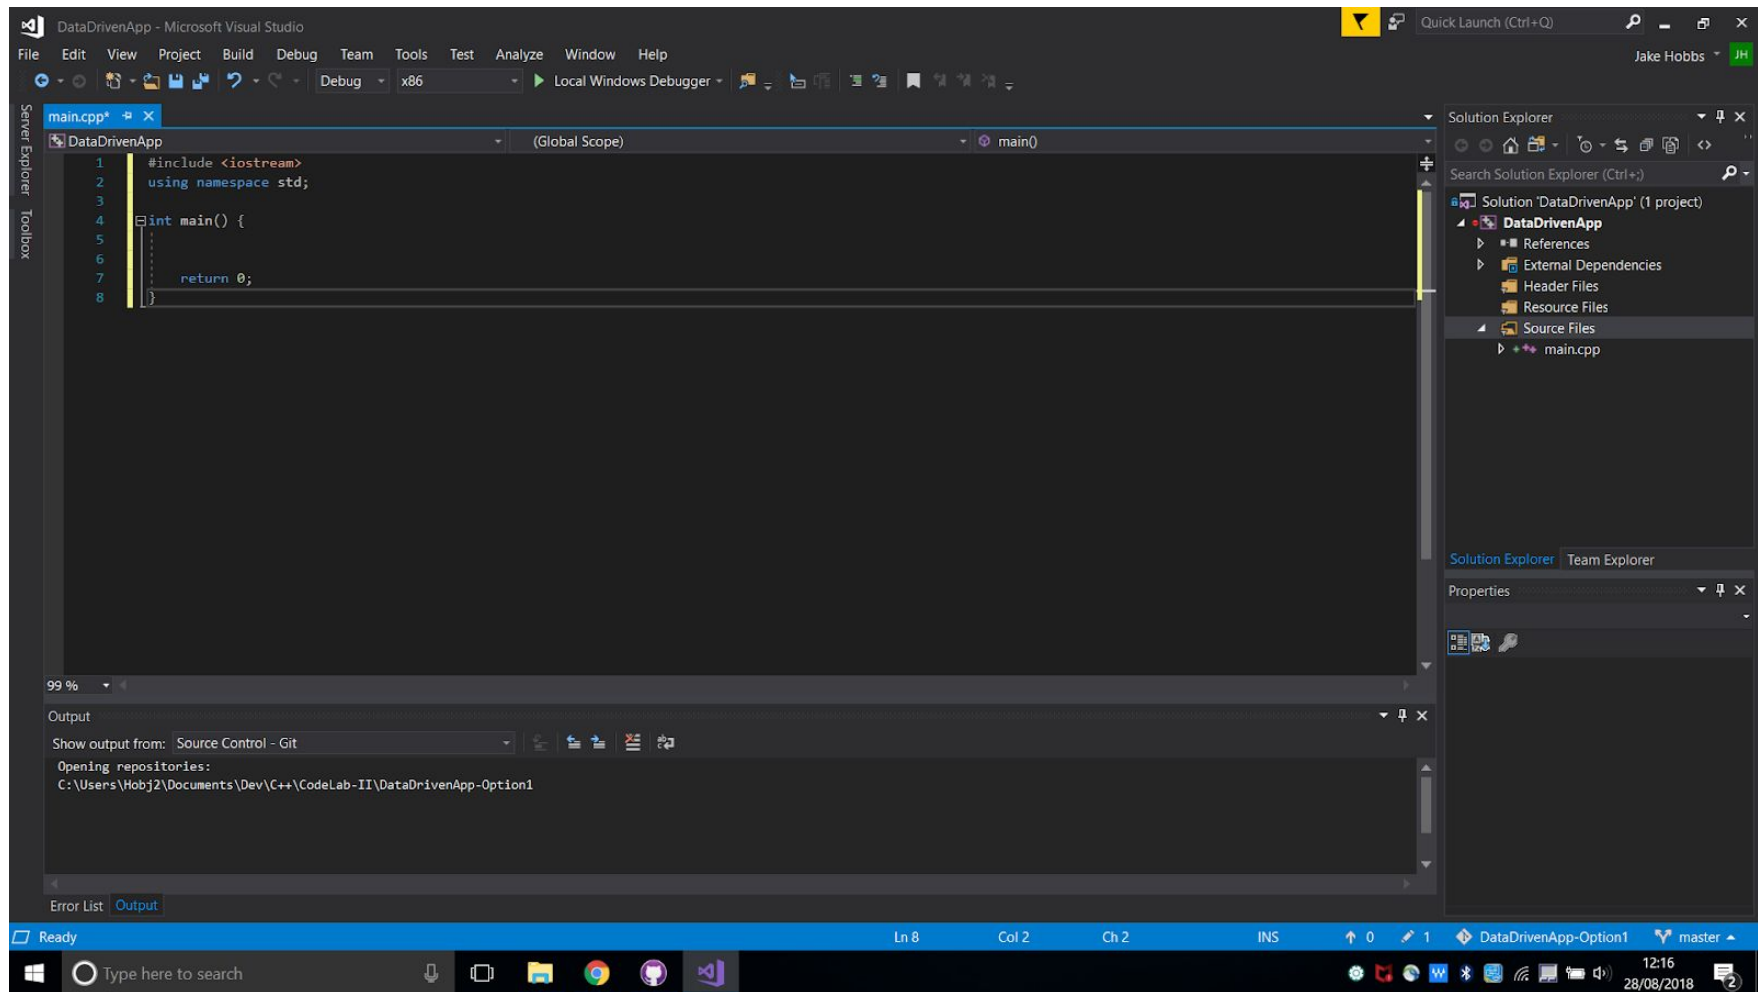 DataDrivenApp - Microsoft Visual Studio
Quick Launch (Ctrl+Q)
File Edit View Project Build Debug Team Tools Test Analyze Window Help
Jake Hobbs JH
Debug x86 Local Windows Debugger
Server Explorer
Toolbox
main.cpp*
DataDrivenApp (Global Scope) main()
1 #include <iostream>
2 using namespace std;
3
4 int main() {
5
6
7 return 0;
8 }
99 %
Output
Show output from: Source Control - Git
Opening repositories:
C:\Users\Hobj2\Documents\Dev\C++\CodeLab-II\DataDrivenApp-Option1
Error List Output
Solution Explorer
Search Solution Explorer (Ctrl+;)
Solution 'DataDrivenApp' (1 project)
DataDrivenApp
References
External Dependencies
Header Files
Resource Files
Source Files
main.cpp
Solution Explorer Team Explorer
Properties
Ready Ln 8 Col 2 Ch 2 INS 0 1 DataDrivenApp-Option1 master
Type here to search
12:16
28/08/2018
2